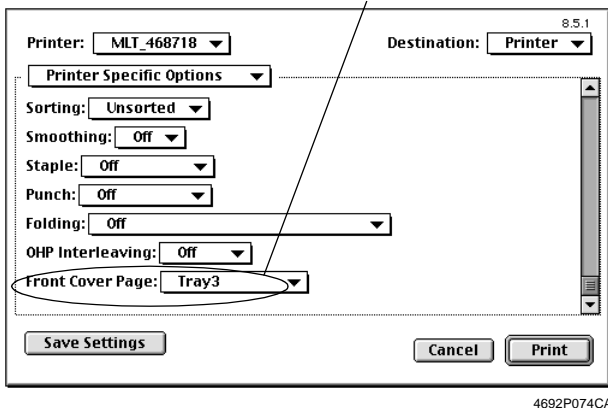 8.5.1
Printer: MLT_468718 Destination: Printer
Printer Specific Options
Sorting: Unsorted
Smoothing: Off
Staple: Off
Punch: Off
Folding: Off
OHP Interleaving: Off
Front Cover Page: Tray3
Save Settings Cancel Print
4692P074CA